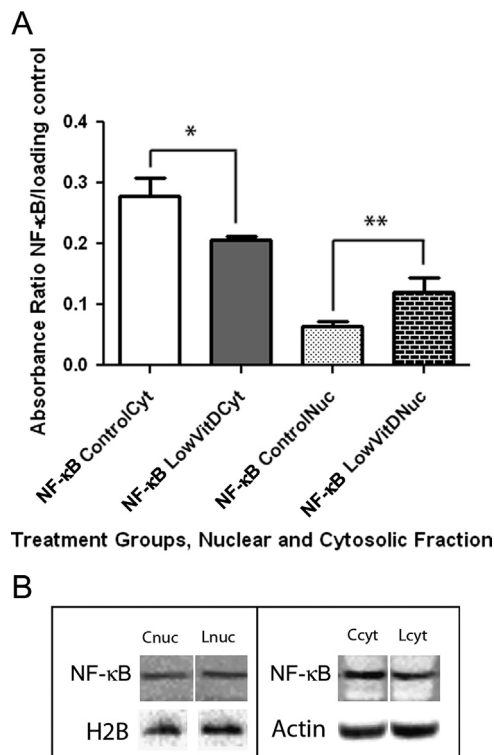 A
Absorbance Ratio NF-κB/loading control
0.4
0.3
0.2
0.1
0.0
*
**
NF-κB ControlCyt
NF-κB LowVitDCyt
NF-κB ControlNuc
NF-κB LowVitDNuc
Treatment Groups, Nuclear and Cytosolic Fraction
B
Cnuc Lnuc
NF-κB
H2B
Ccyt Lcyt
NF-κB
Actin